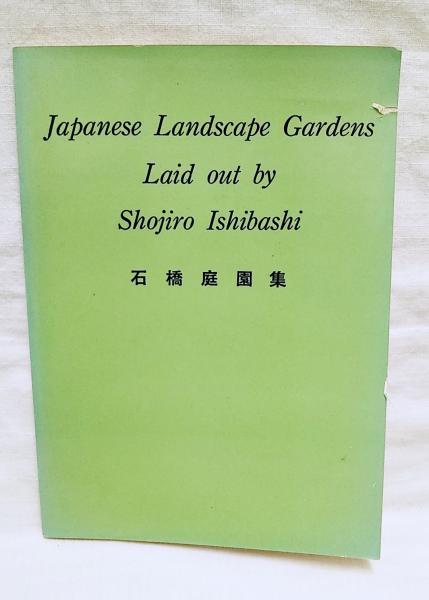 Japanese Landscape Gardens
Laid out by
Shojiro Ishibashi
石橋庭園集